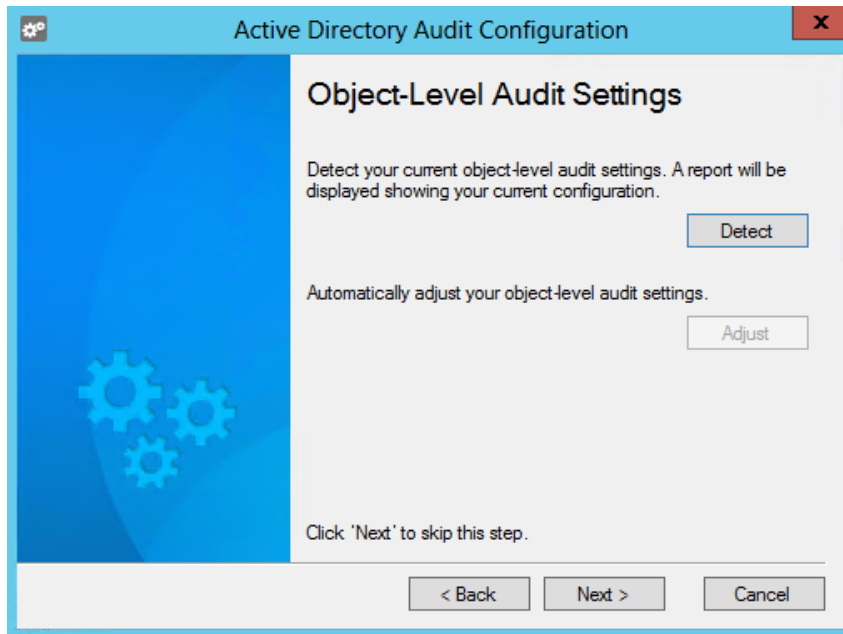 Active Directory Audit Configuration
x
Object-Level Audit Settings
Detect your current object-level audit settings. A report will be
displayed showing your current configuration.
Detect
Automatically adjust your object-level audit settings.
Adjust
Click 'Next' to skip this step.
< Back
Next >
Cancel